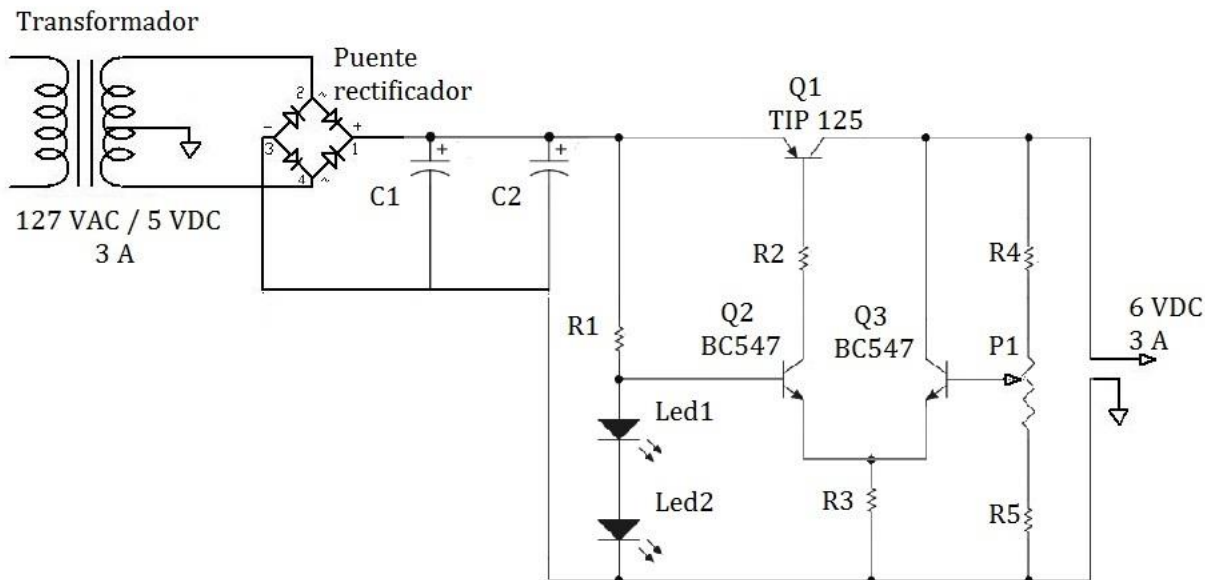 Transformador
Puente
rectificador
2
~
-
+
3
1
4
~
127 VAC / 5 VDC
3 A
C1
+
C2
+
Q1
TIP 125
R1
R2
R4
Q2
BC547
Q3
BC547
P1
6 VDC
3 A
Led1
Led2
R3
R5